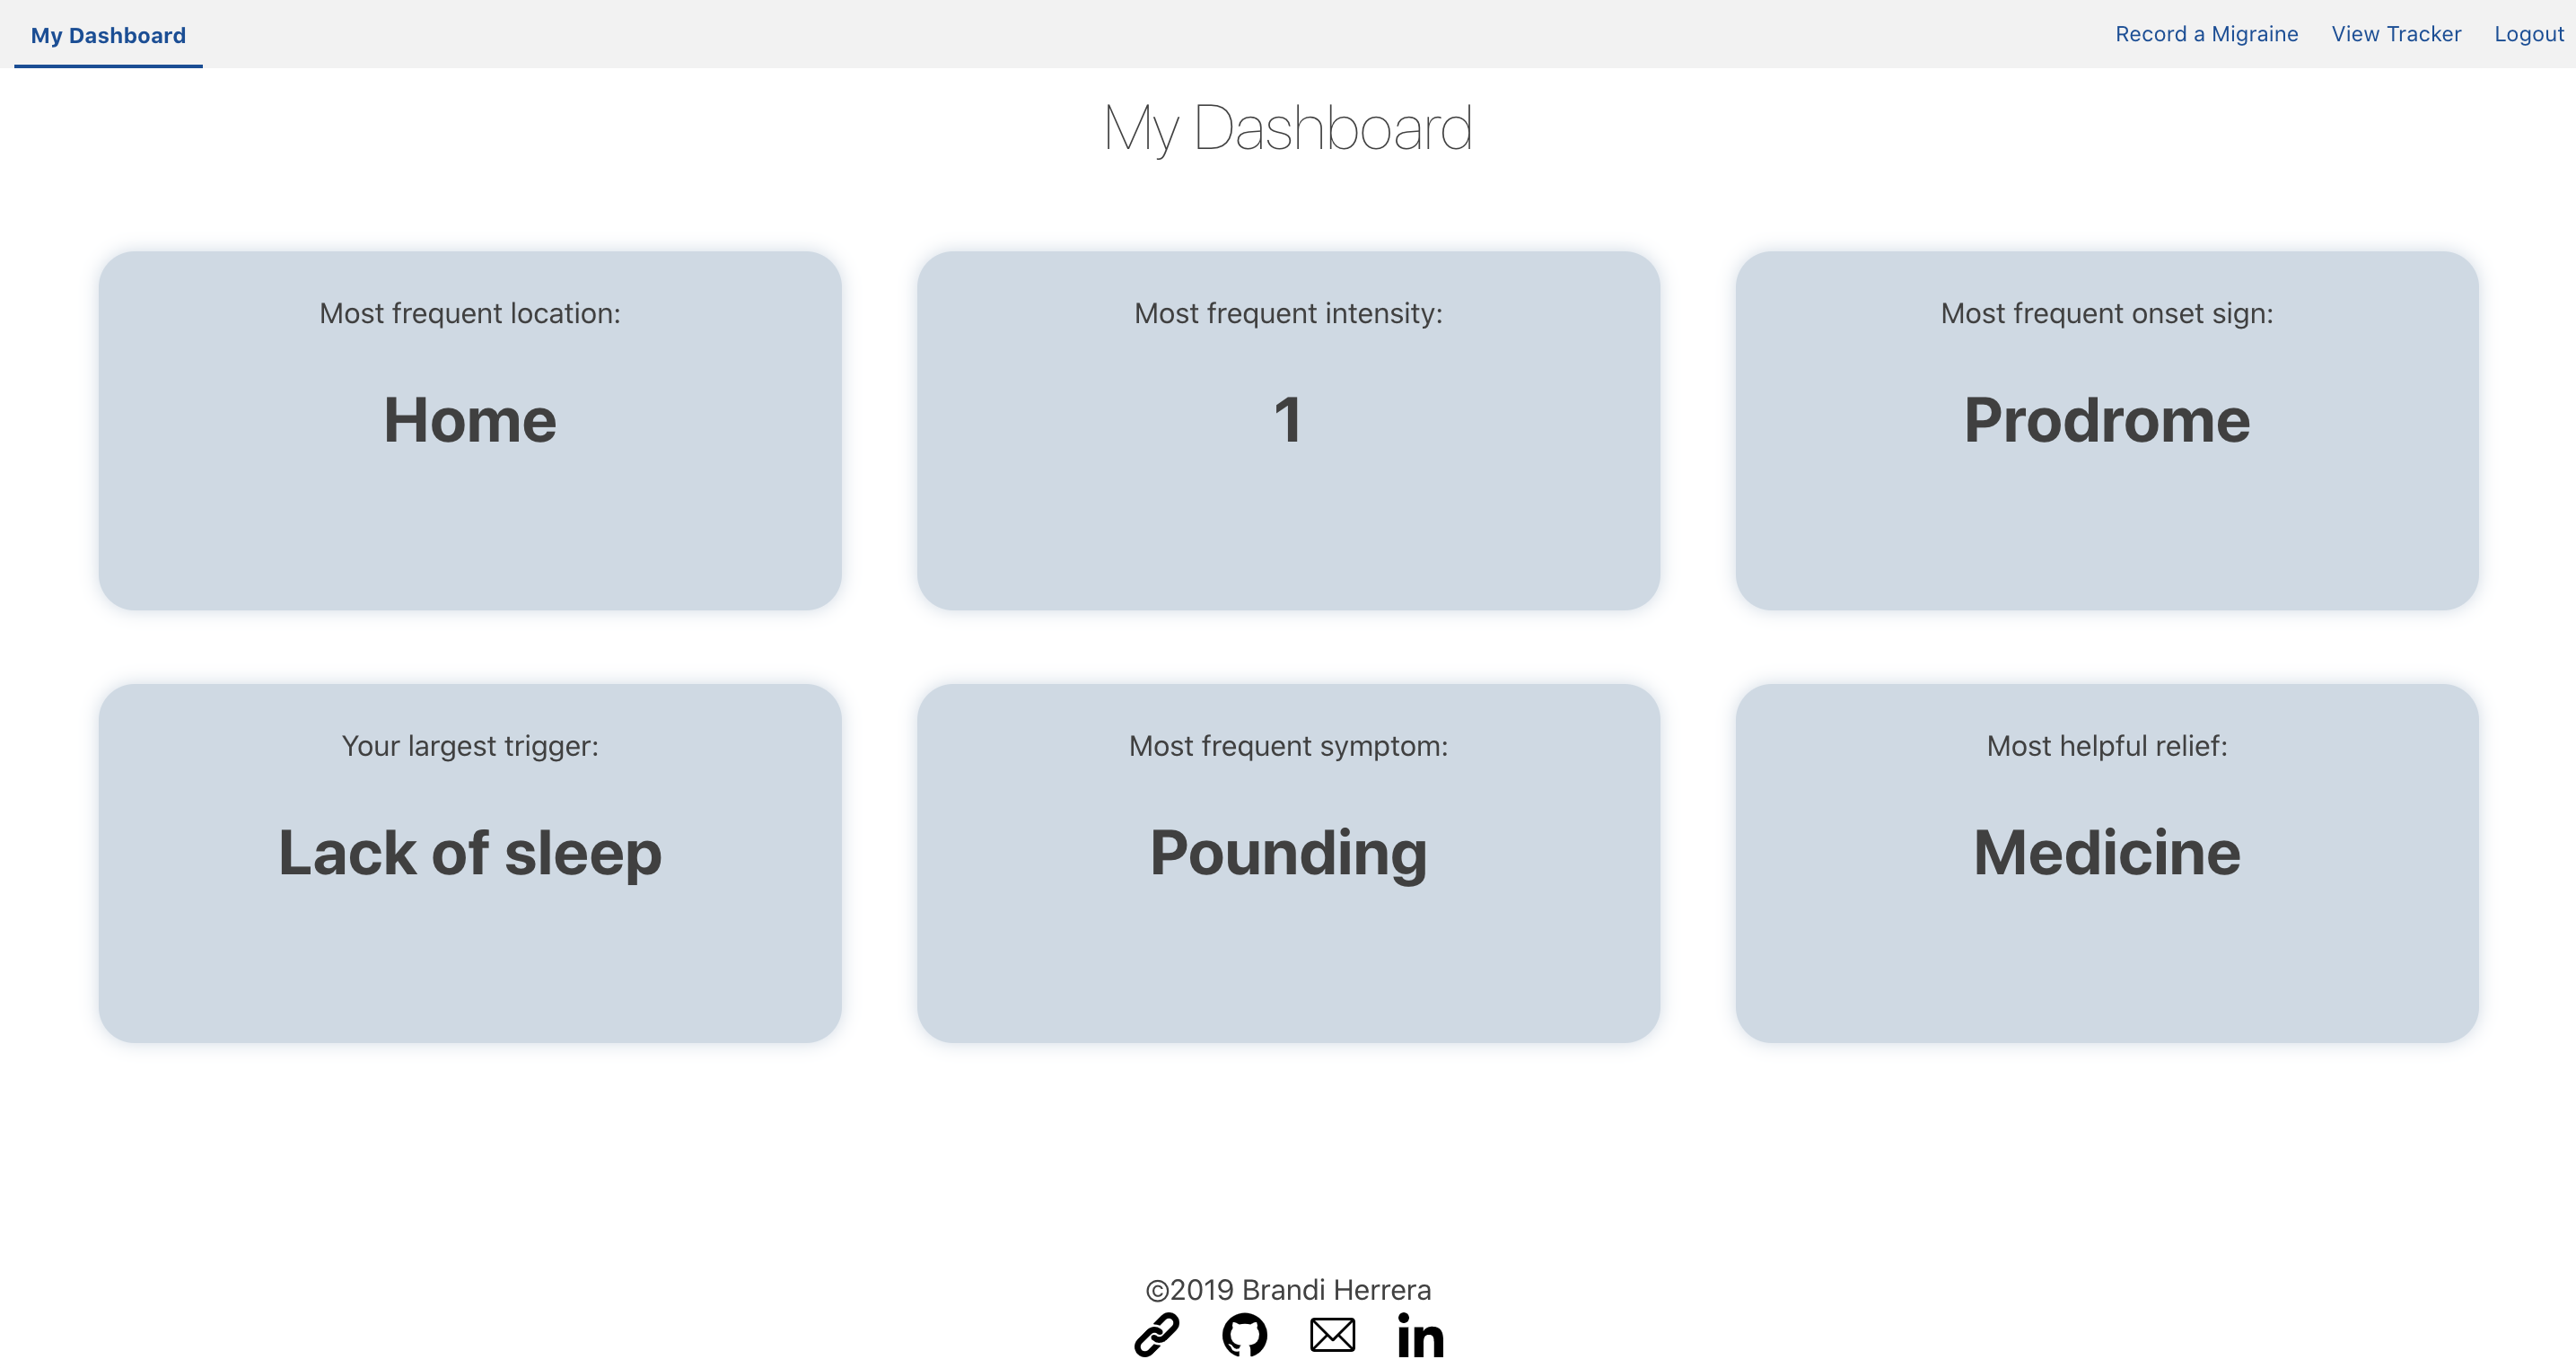 My Dashboard
Record a Migraine
View Tracker
Logout
My Dashboard
Most frequent location:
Home
Most frequent intensity:
1
Most frequent onset sign:
Prodrome
Your largest trigger:
Lack of sleep
Most frequent symptom:
Pounding
Most helpful relief:
Medicine
©2019 Brandi Herrera
in